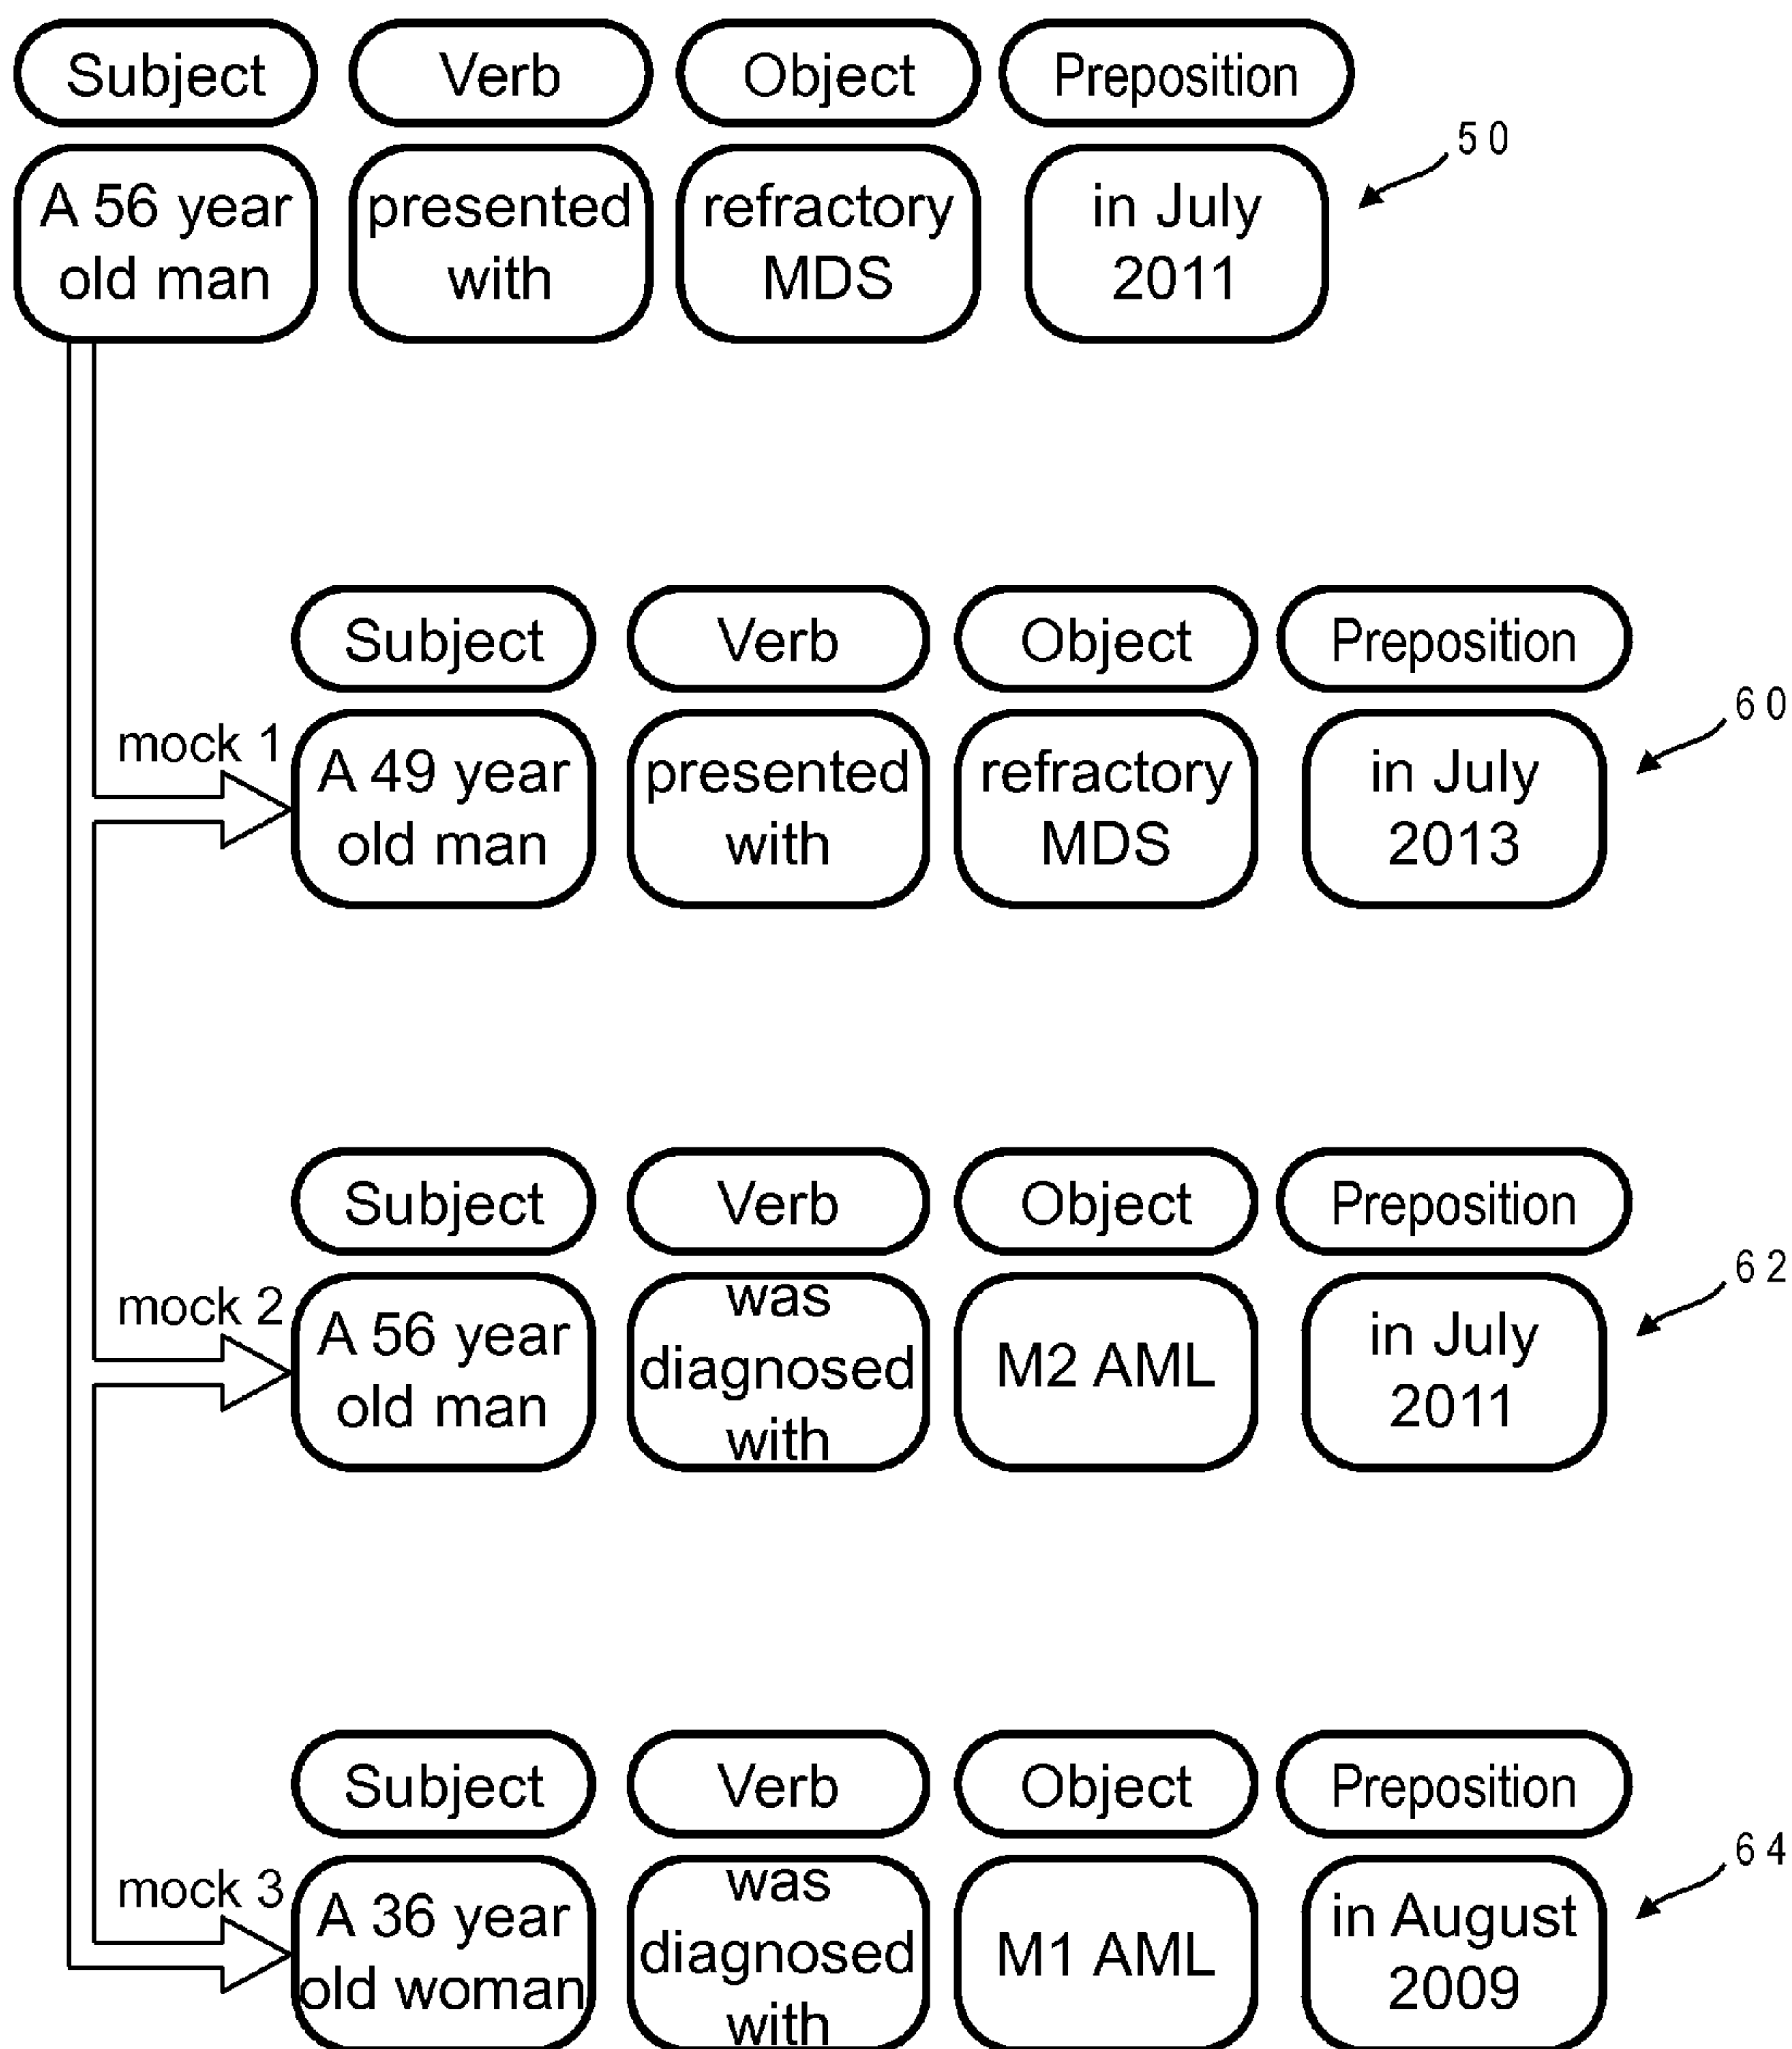 Subject Verb Object Preposition
50
A 56 year presented refractory in July
old man with MDS 2011
Subject Verb Object Preposition
60
mock 1
A 49 year presented refractory in July
old man with MDS 2013
Subject Verb Object Preposition
62
mock 2
was
A 56 year diagnosed M2 AML in July
old man with 2011
Subject Verb Object Preposition
64
mock 3
was
A 36 year diagnosed M1 AML in August
old woman with 2009